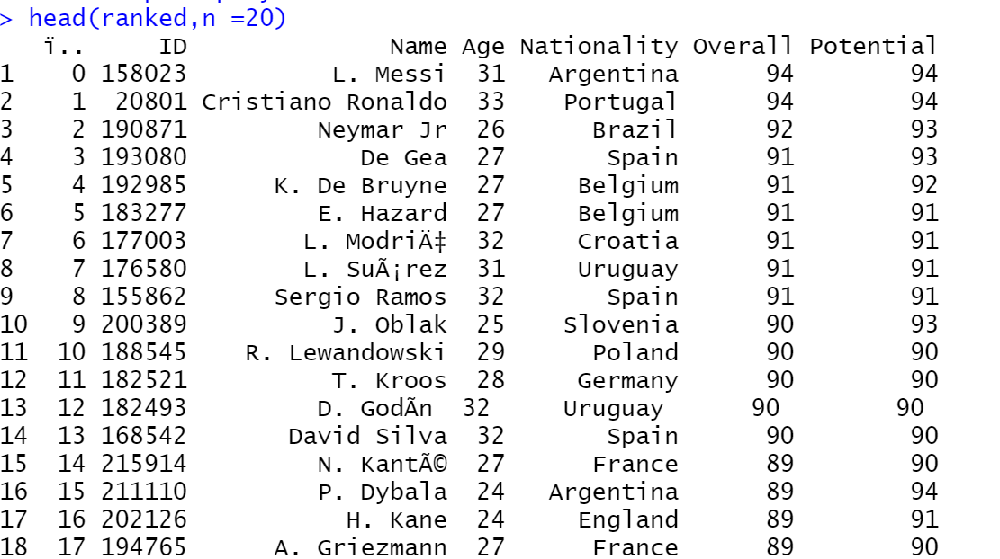 > head(ranked,n =20)
ï.. ID Name Age Nationality Overall Potential
1 0 158023 L. Messi 31 Argentina 94 94
2 1 20801 Cristiano Ronaldo 33 Portugal 94 94
3 2 190871 Neymar Jr 26 Brazil 92 93
4 3 193080 De Gea 27 Spain 91 93
5 4 192985 K. De Bruyne 27 Belgium 91 92
6 5 183277 E. Hazard 27 Belgium 91 91
7 6 177003 L. ModriÄ‡ 32 Croatia 91 91
8 7 176580 L. SuÃ¡rez 31 Uruguay 91 91
9 8 155862 Sergio Ramos 32 Spain 91 91
10 9 200389 J. Oblak 25 Slovenia 90 93
11 10 188545 R. Lewandowski 29 Poland 90 90
12 11 182521 T. Kroos 28 Germany 90 90
13 12 182493 D. GodÃn 32 Uruguay 90 90
14 13 168542 David Silva 32 Spain 90 90
15 14 215914 N. KantÃ© 27 France 89 90
16 15 211110 P. Dybala 24 Argentina 89 94
17 16 202126 H. Kane 24 England 89 91
18 17 194765 A. Griezmann 27 France 89 90